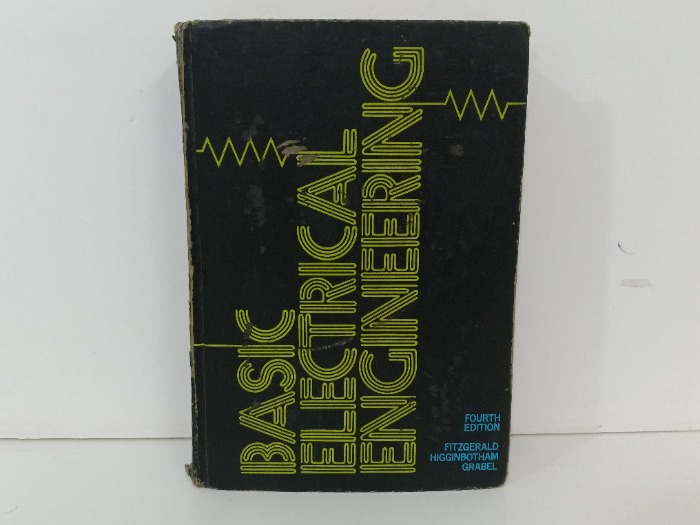 BASIC
ELECTRICAL
ENGINEERING
FOURTH
EDITION
FITZGERALD
HIGGINBOTHAM
GRABEL